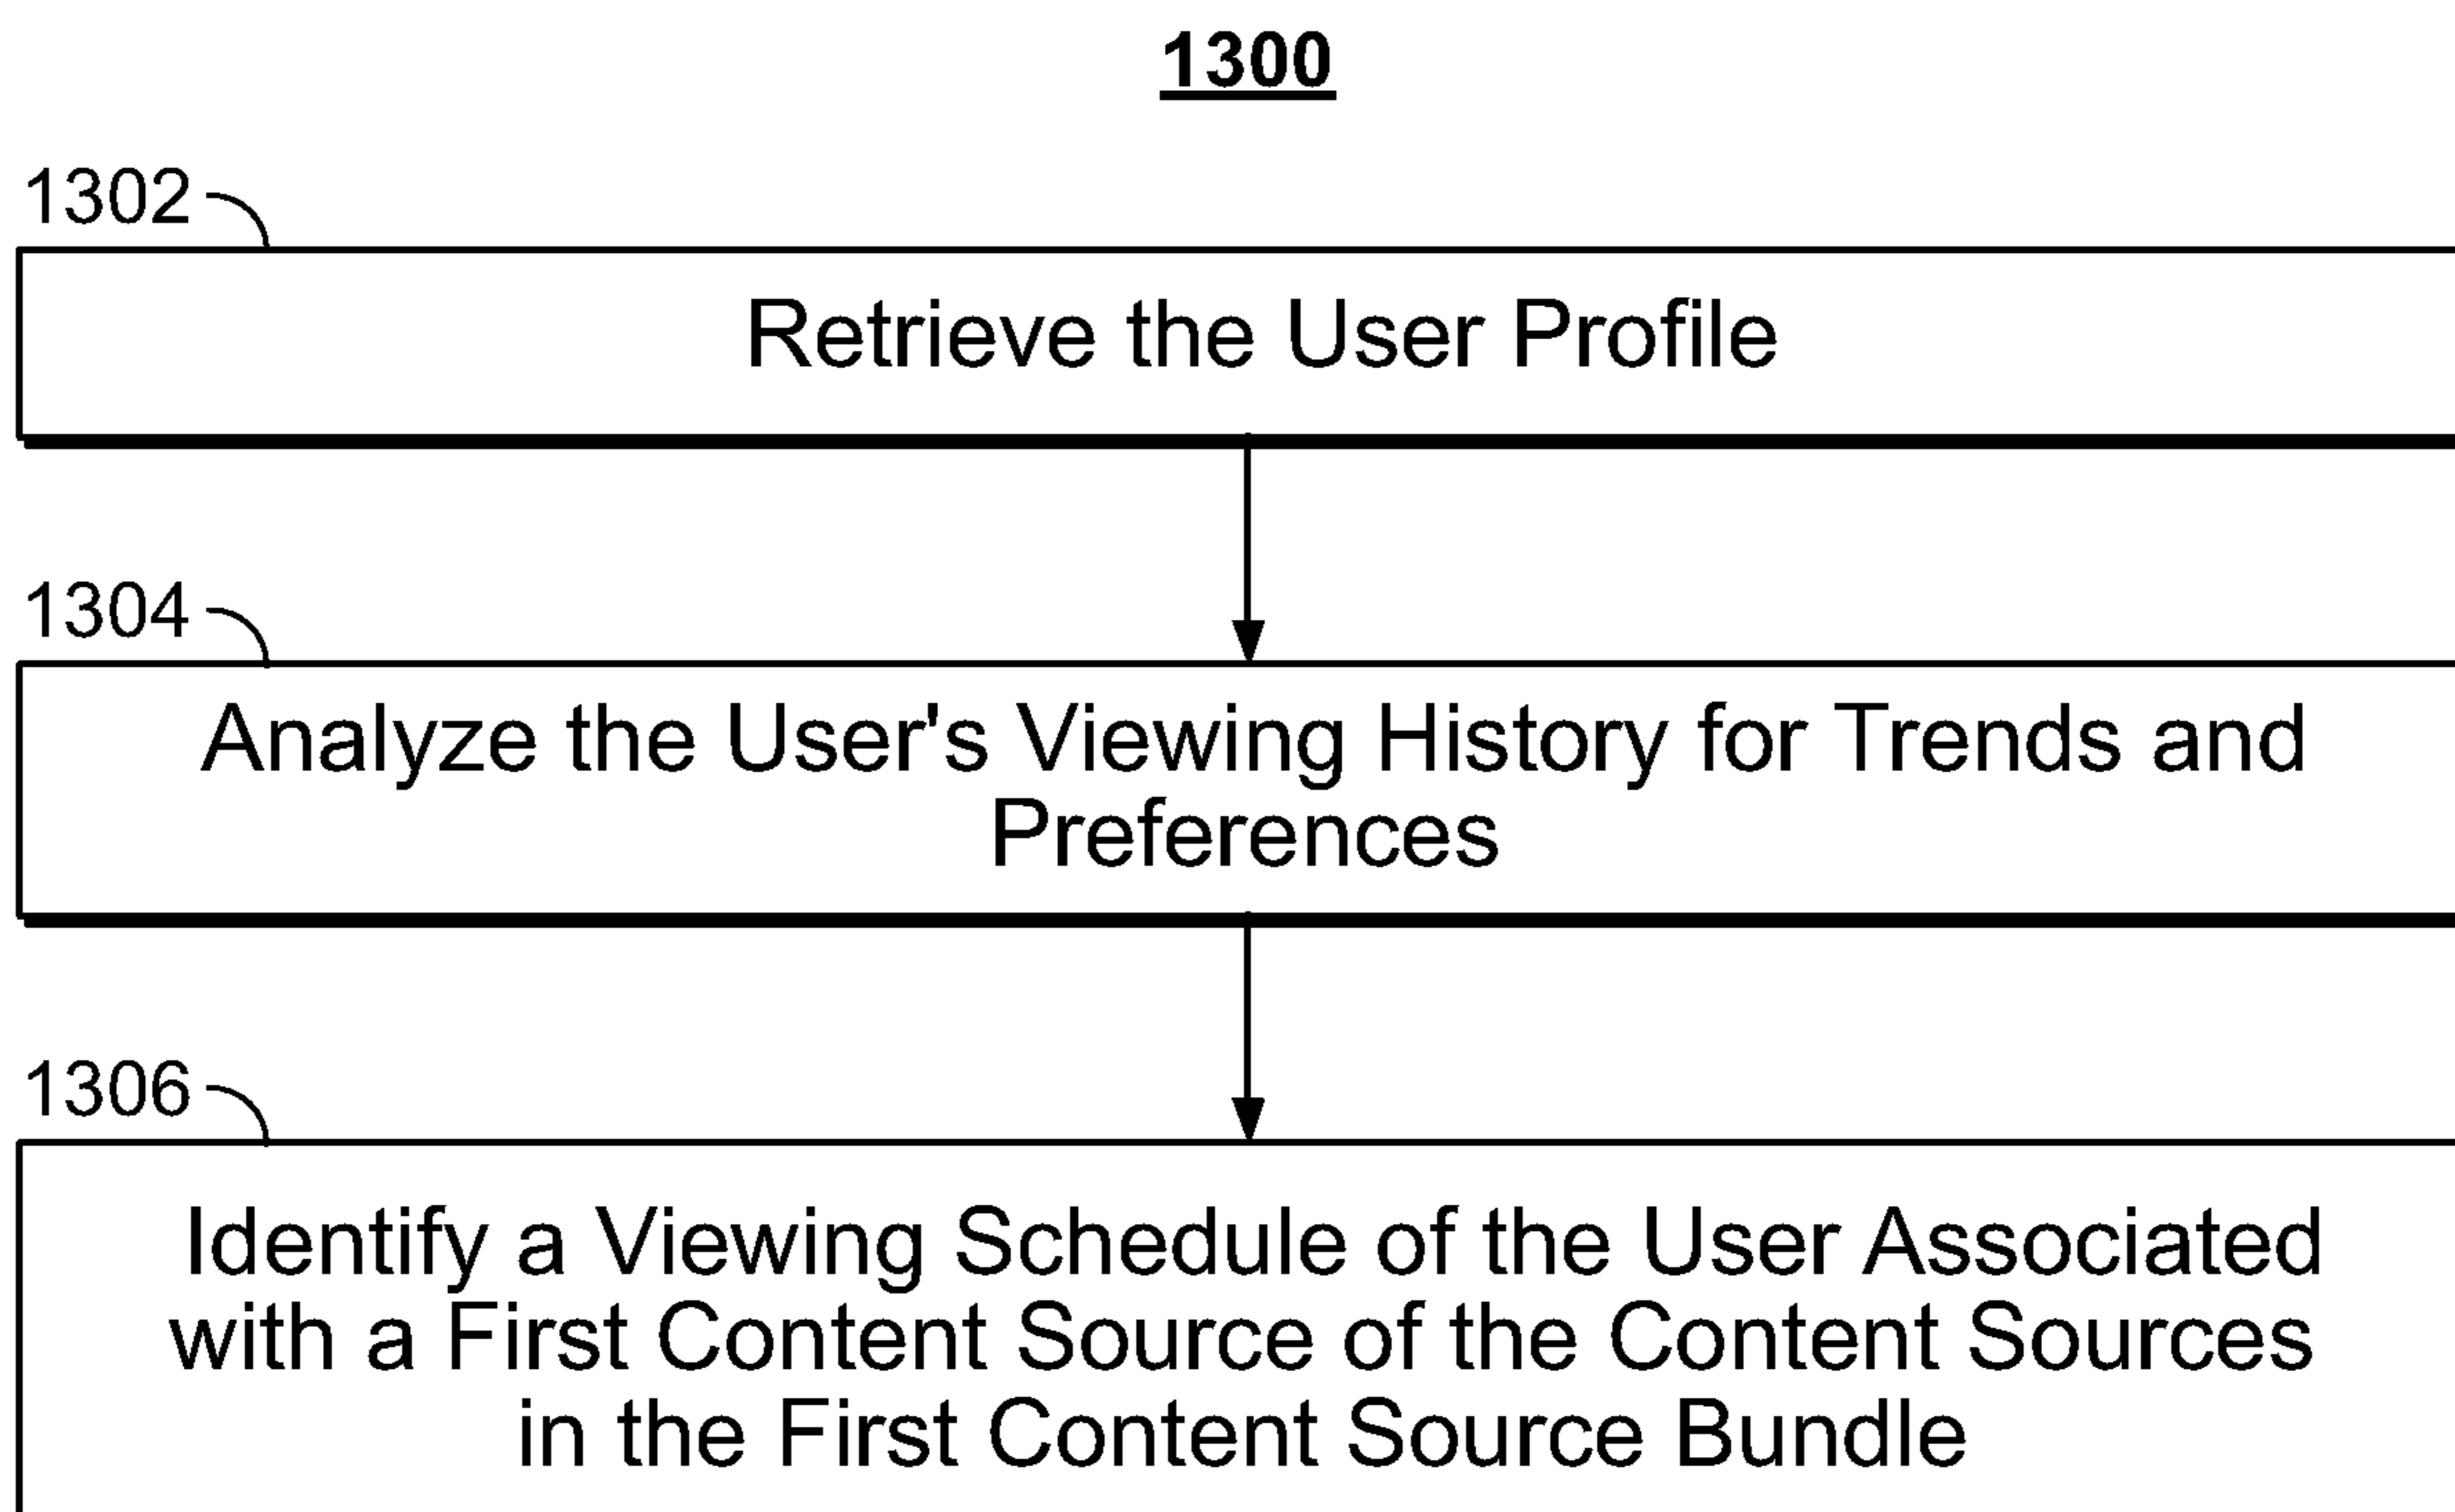 1300
1302
Retrieve the User Profile
1304
Analyze the User's Viewing History for Trends and
Preferences
1306
Identify a Viewing Schedule of the User Associated
with a First Content Source of the Content Sources
in the First Content Source Bundle